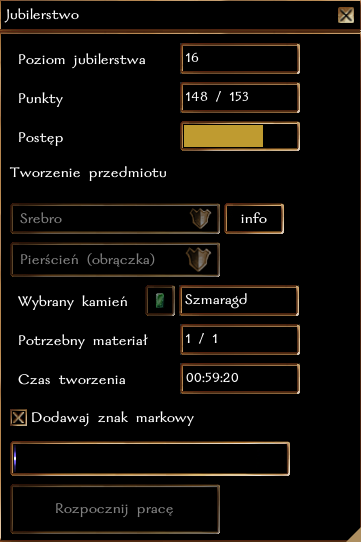 Jubilerstwo
Poziom jubilerstwa 16
Punkty 148 / 153
Postęp
Tworzenie przedmiotu
Srebro info
Pierścień (obrączka)
Wybrany kamień Szmaragd
Potrzebny materiał 1 / 1
Czas tworzenia 00:59:20
Dodawaj znak markowy
Rozpocznij pracę